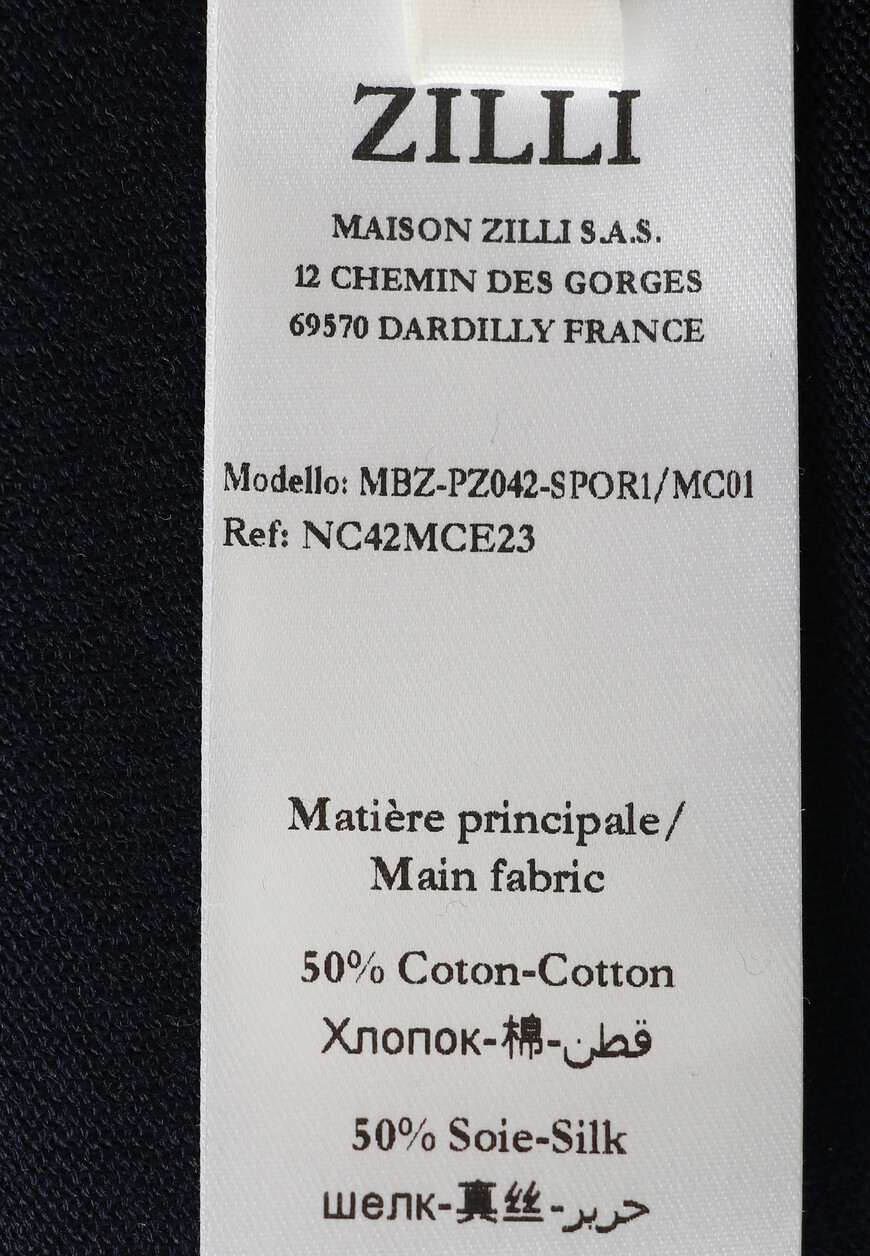 ZILLI
MAISON ZILLI S.A.S.
12 CHEMIN DES GORGES
69570 DARDILLY FRANCE
Modello: MBZ-PZ042-SPOR1/MC01
Ref: NC42MCE23
Matière principale/
Main fabric
50% Coton-Cotton
Хлопок-棉-قطن
50% Soie-Silk
шелк-真丝-حرير